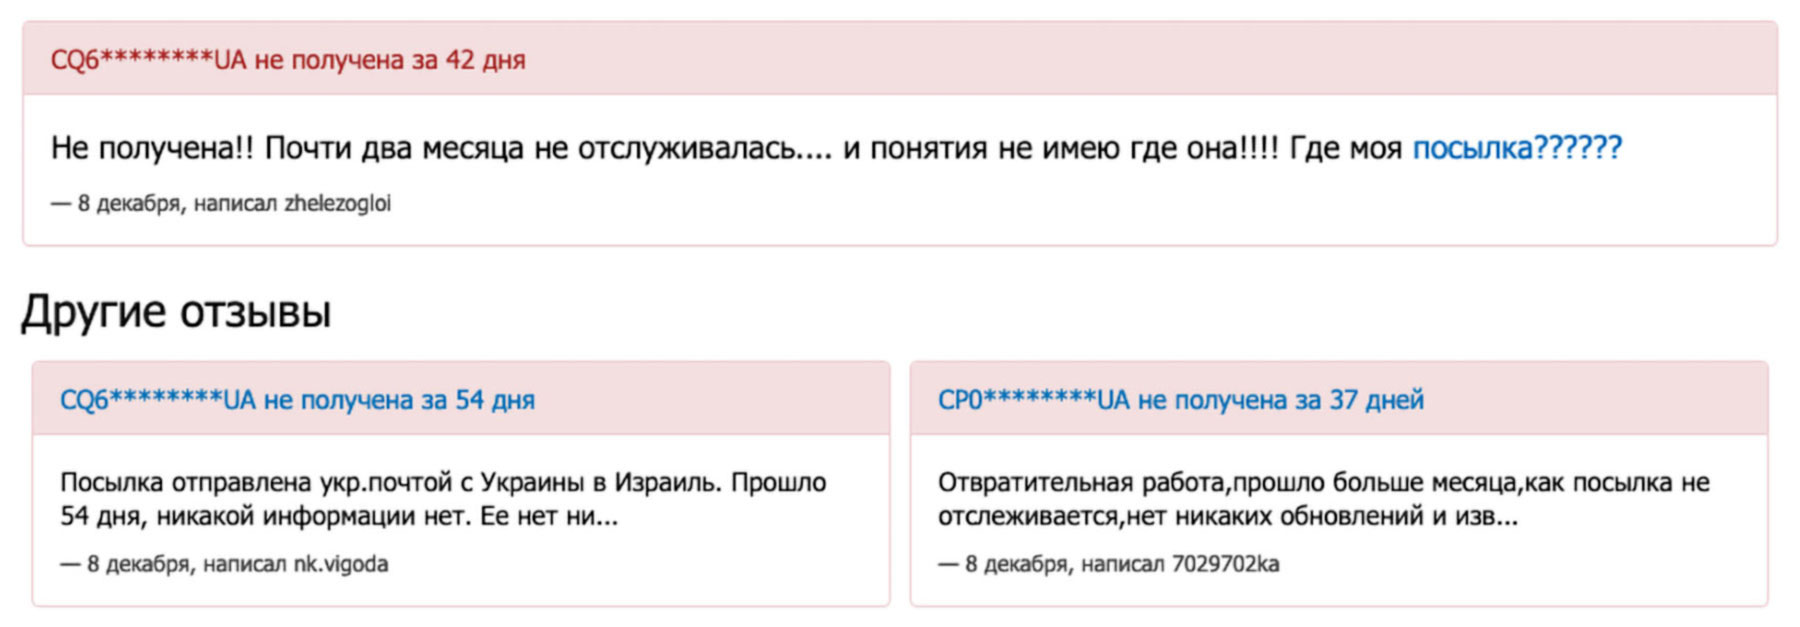 CQ6********UA не получена за 42 дня
Не получена!! Почти два месяца не отслуживалась.... и понятия не имею где она!!!! Где моя посылка??????
— 8 декабря, написал zhelezogloi
Другие отзывы
CQ6********UA не получена за 54 дня
Посылка отправлена укр.почтой с Украины в Израиль. Прошло
54 дня, никакой информации нет. Ее нет ни...
— 8 декабря, написал nk.vigoda
CP0********UA не получена за 37 дней
Отвратительная работа,прошло больше месяца,как посылка не
отслеживается,нет никаких обновлений и изв...
— 8 декабря, написал 7029702ka